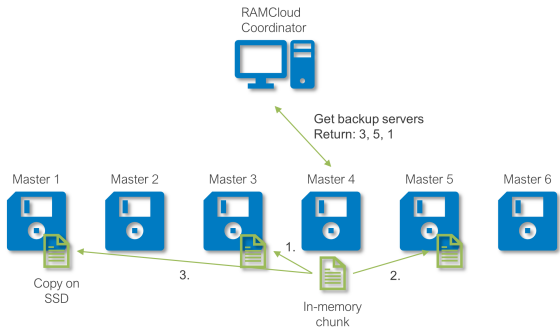 RAMCloud
Coordinator
Get backup servers
Return: 3, 5, 1
Master 1
Master 2
Master 3
Master 4
Master 5
Master 6
1.
3.
2.
Copy on
SSD
In-memory
chunk